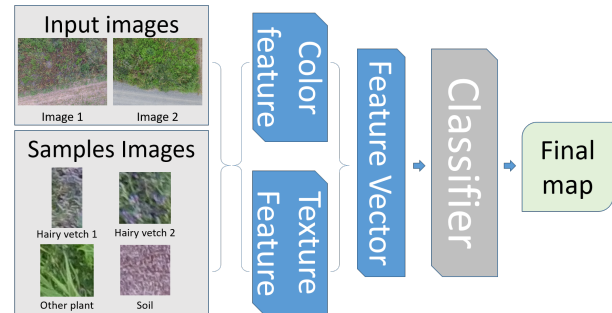 Input images
Image 1
Image 2
Samples Images
Hairy vetch 1
Hairy vetch 2
Other plant
Soil
Color
feature
Texture
Feature
Feature Vector
Classifier
Final
map